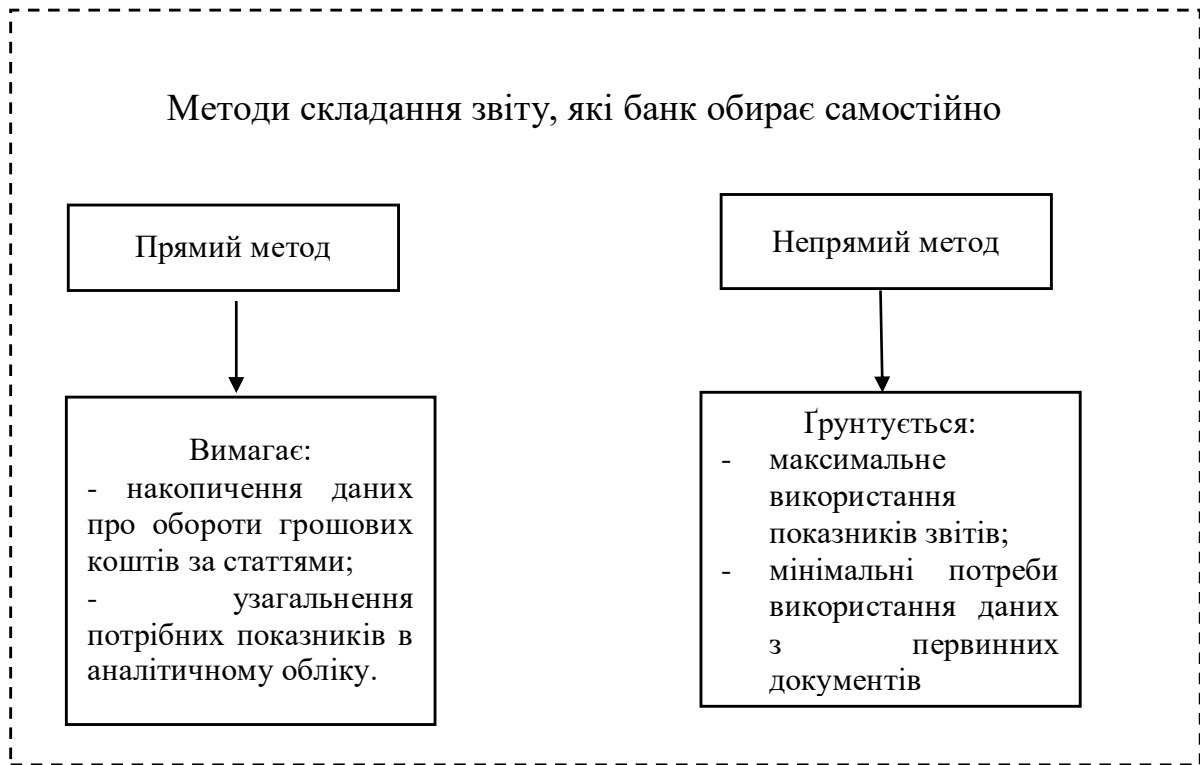 Методи складання звіту, які банк обирає самостійно
Прямий метод
Непрямий метод
Вимагає:
- накопичення даних
про обороти грошових
коштів за статтями;
- узагальнення
потрібних показників в
аналітичному обліку.
Ґрунтується:
- максимальне
використання
показників звітів;
- мінімальні потреби
використання даних
з первинних
документів